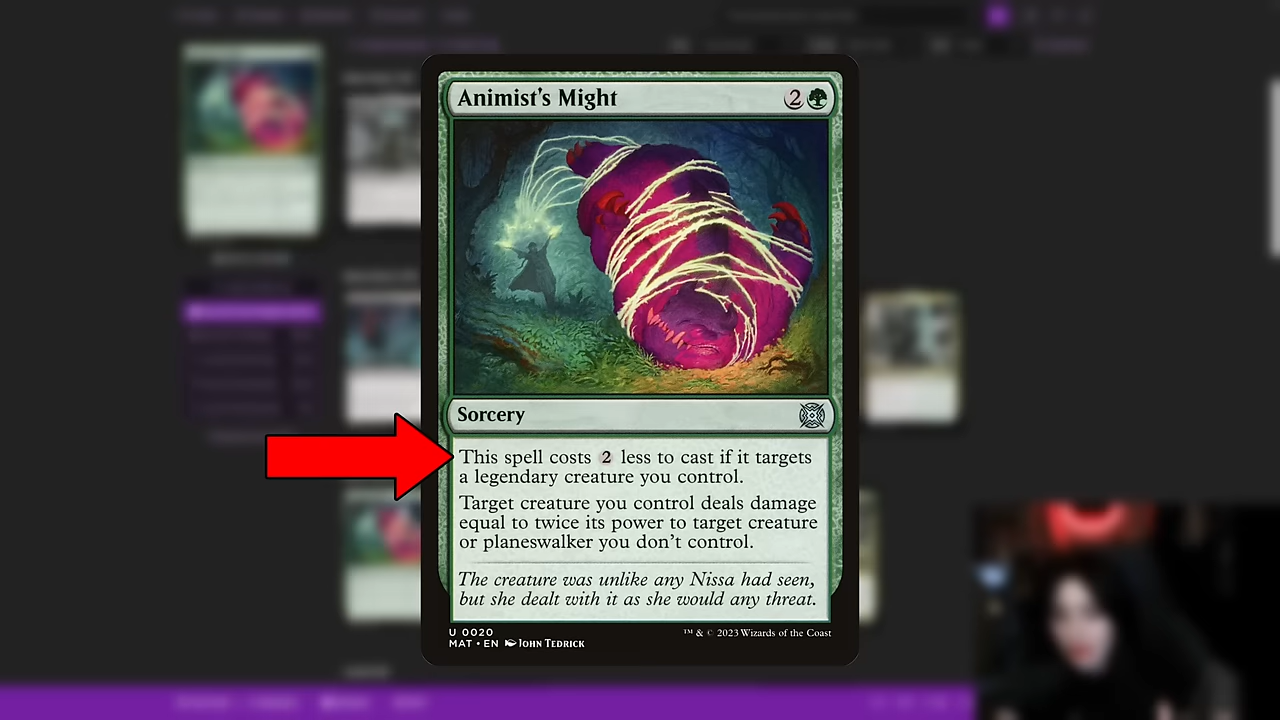 Animist's Might 2
Sorcery
This spell costs 2 less to cast if it targets
a legendary creature you control.
Target creature you control deals damage
equal to twice its power to target creature
or planeswalker you don't control.
The creature was unlike any Nissa had seen,
but she dealt with it as she would any threat.
U 0020
MAT • EN JOHN TEDRICK
™ & © 2023 Wizards of the Coast